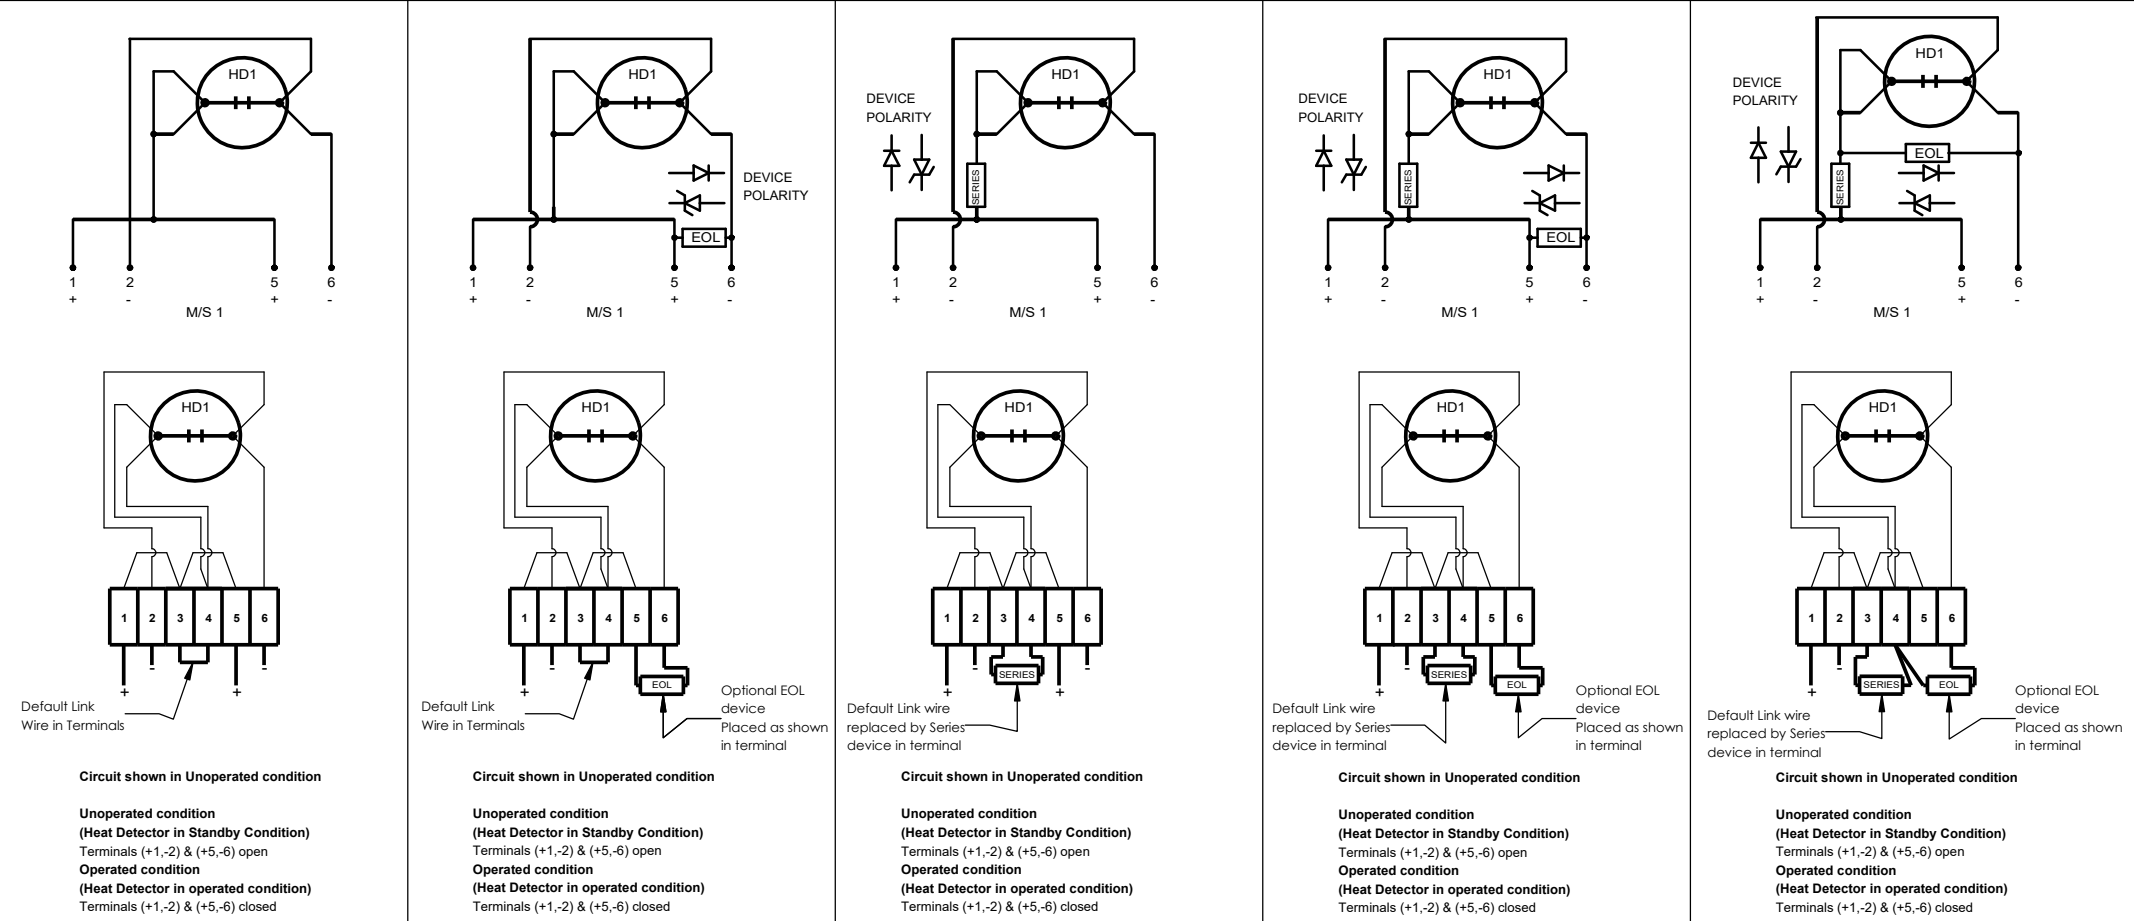 HD1
1 2 5 6
+ - + -
M/S 1
HD1
1 2 3 4 5 6
- -
+ +
Default Link
Wire in Terminals
Circuit shown in Unoperated condition
Unoperated condition
(Heat Detector in Standby Condition)
Terminals (+1,-2) & (+5,-6) open
Operated condition
(Heat Detector in operated condition)
Terminals (+1,-2) & (+5,-6) closed
HD1
DEVICE
POLARITY
EOL
1 2 5 6
+ - + -
M/S 1
HD1
1 2 3 4 5 6
-
+
EOL
Default Link
Wire in Terminals
Optional EOL
device
Placed as shown
in terminal
Circuit shown in Unoperated condition
Unoperated condition
(Heat Detector in Standby Condition)
Terminals (+1,-2) & (+5,-6) open
Operated condition
(Heat Detector in operated condition)
Terminals (+1,-2) & (+5,-6) closed
HD1
DEVICE
POLARITY
SERIES
1 2 5 6
+ - + -
M/S 1
HD1
1 2 3 4 5 6
- -
SERIES
+ +
Default Link wire
replaced by Series
device in terminal
Circuit shown in Unoperated condition
Unoperated condition
(Heat Detector in Standby Condition)
Terminals (+1,-2) & (+5,-6) open
Operated condition
(Heat Detector in operated condition)
Terminals (+1,-2) & (+5,-6) closed
HD1
DEVICE
POLARITY
SERIES
EOL
1 2 5 6
+ - + -
M/S 1
HD1
1 2 3 4 5 6
-
SERIES
EOL
+
Default Link wire
replaced by Series
device in terminal
Optional EOL
device
Placed as shown
in terminal
Circuit shown in Unoperated condition
Unoperated condition
(Heat Detector in Standby Condition)
Terminals (+1,-2) & (+5,-6) open
Operated condition
(Heat Detector in operated condition)
Terminals (+1,-2) & (+5,-6) closed
HD1
DEVICE
POLARITY
EOL
SERIES
1 2 5 6
+ - + -
M/S 1
HD1
1 2 3 4 5 6
-
SERIES EOL
+
Default Link wire
replaced by Series
device in terminal
Optional EOL
device
Placed as shown
in terminal
Circuit shown in Unoperated condition
Unoperated condition
(Heat Detector in Standby Condition)
Terminals (+1,-2) & (+5,-6) open
Operated condition
(Heat Detector in operated condition)
Terminals (+1,-2) & (+5,-6) closed